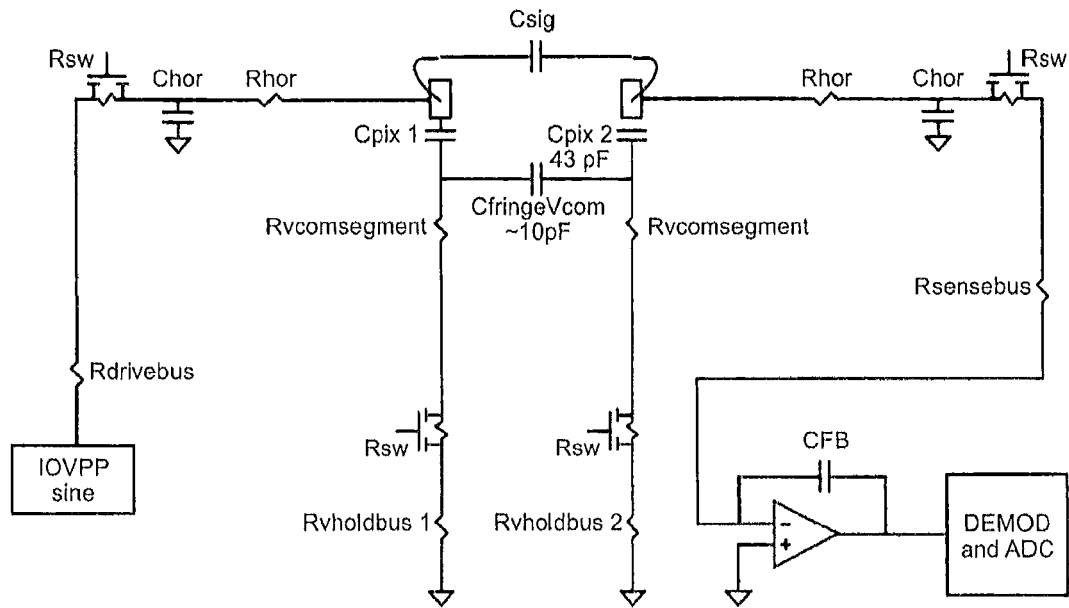 Csig
Rsw
Chor
Rhor
Rhor
Chor
Rsw
Cpix 1
Cpix 2
43 pF
CfringeVcom
~10pF
Rvcomsegment
Rvcomsegment
Rsensebus
Rdrivebus
IOVPP
sine
Rsw
Rsw
CFB
Rvholdbus 1
Rvholdbus 2
-
+
DEMOD
and ADC